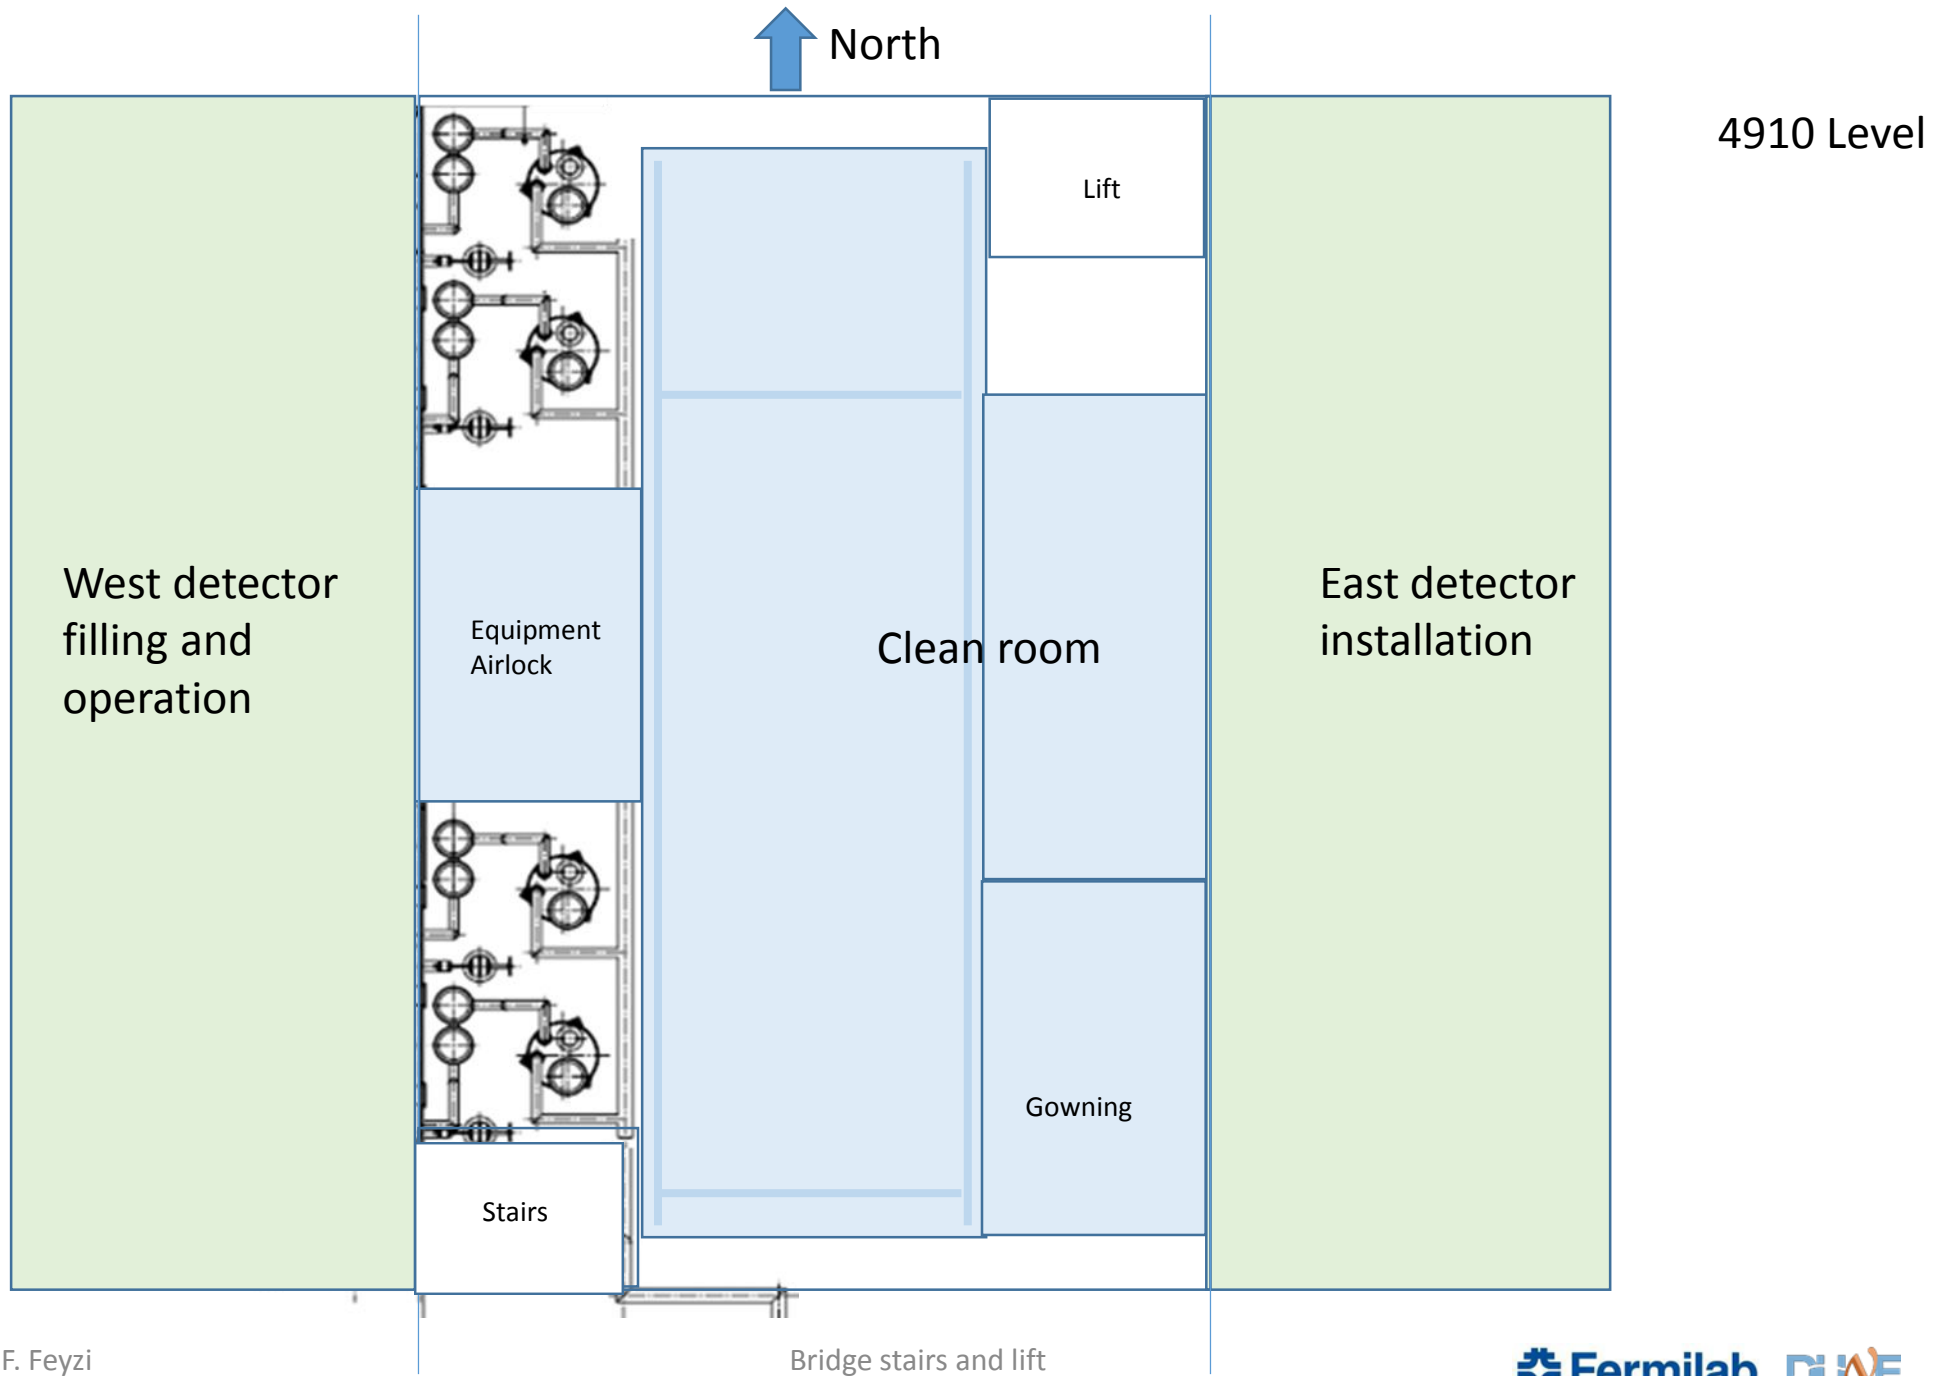 North
4910 Level
Lift
West detector
filling and
operation
Equipment
Airlock
Clean room
East detector
installation
Gowning
Stairs
F. Feyzi
Bridge stairs and lift
Fermilab
DUNE